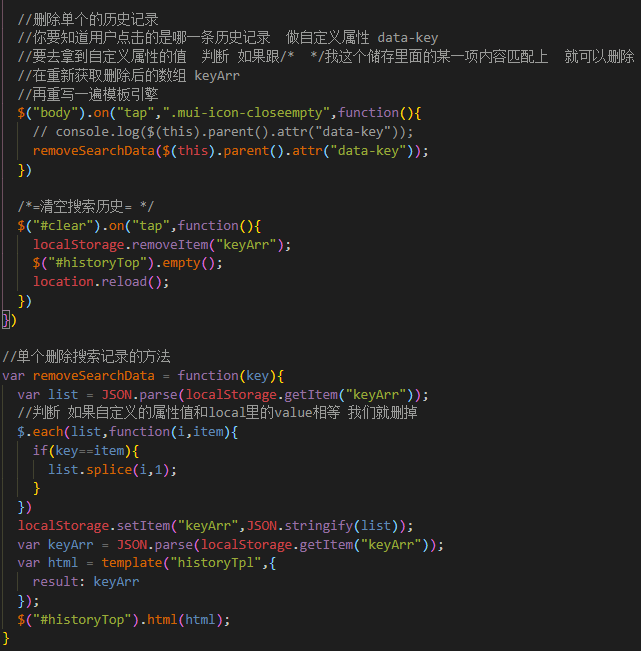 //删除单个的历史记录
//你要知道用户点击的是哪一条历史记录  做自定义属性 data-key
//要去拿到自定义属性的值  判断 如果跟/*  */我这个储存里面的某一项内容匹配上  就可以删除
//在重新获取删除后的数组 keyArr
//再重写一遍模板引擎
$("body").on("tap",".mui-icon-closeempty",function(){
  // console.log($(this).parent().attr("data-key"));
  removeSearchData($(this).parent().attr("data-key"));
})
/*=清空搜索历史= */
$("#clear").on("tap",function(){
  localStorage.removeItem("keyArr");
  $("#historyTop").empty();
  location.reload();
})
})
//单个删除搜索记录的方法
var removeSearchData = function(key){
  var list = JSON.parse(localStorage.getItem("keyArr"));
  //判断 如果自定义的属性值和local里的value相等 我们就删掉
  $.each(list,function(i,item){
    if(key==item){
      list.splice(i,1);
    }
  })
  localStorage.setItem("keyArr",JSON.stringify(list));
  var keyArr = JSON.parse(localStorage.getItem("keyArr"));
  var html = template("historyTpl",{
    result: keyArr
  });
  $("#historyTop").html(html);
}